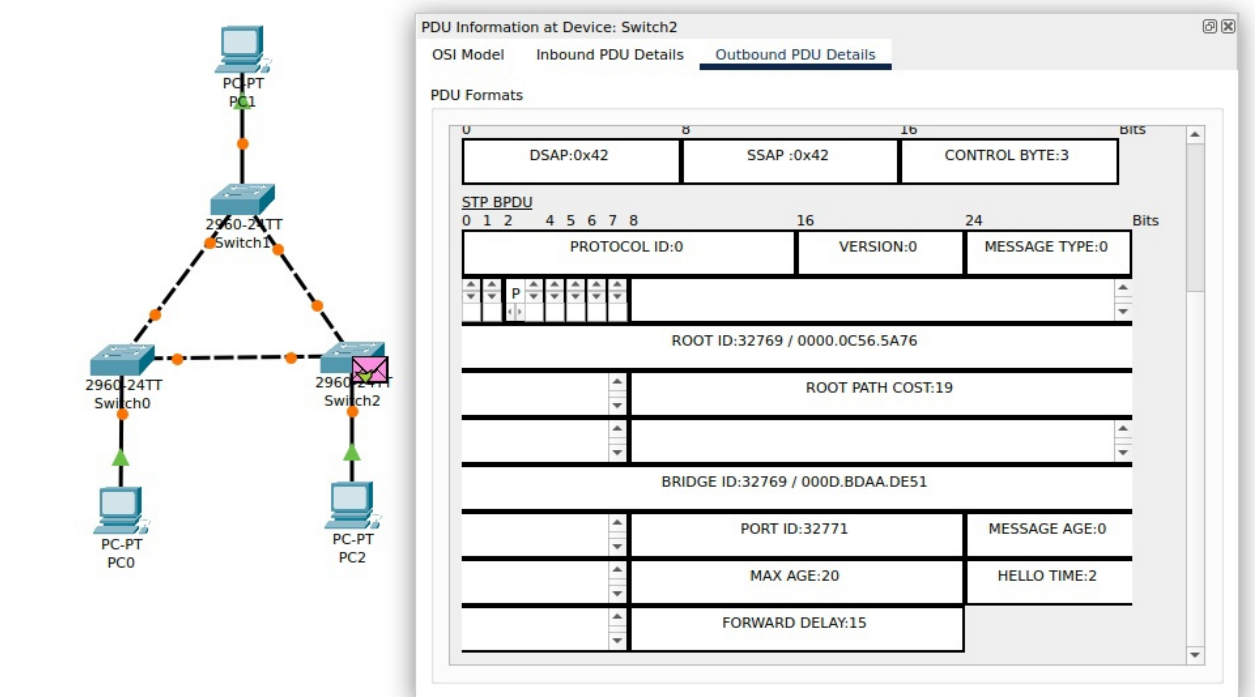 PC-PT
PC1
2960-24TT
Switch1
2960-24TT
Switch0
2960-24TT
Switch2
PC-PT
PC0
PC-PT
PC2
PDU Information at Device: Switch2
OSI Model Inbound PDU Details Outbound PDU Details
PDU Formats
0 8 16 Bits
DSAP:0x42 SSAP :0x42 CONTROL BYTE:3
STP BPDU
0 1 2 4 5 6 7 8 16 24 Bits
PROTOCOL ID:0 VERSION:0 MESSAGE TYPE:0
P
ROOT ID:32769 / 0000.0C56.5A76
ROOT PATH COST:19
BRIDGE ID:32769 / 000D.BDAA.DE51
PORT ID:32771 MESSAGE AGE:0
MAX AGE:20 HELLO TIME:2
FORWARD DELAY:15